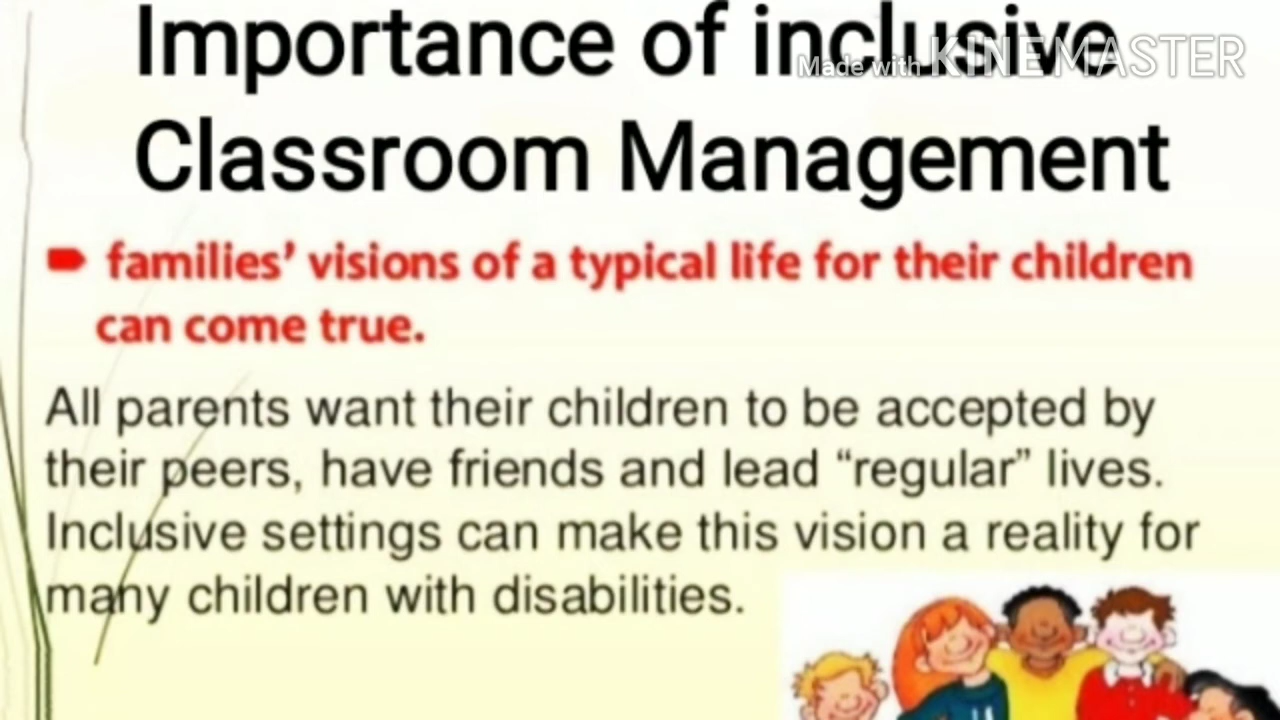 Importance of inclusive
Made with KINEMASTER
Classroom Management
families’ visions of a typical life for their children
can come true.
All parents want their children to be accepted by
their peers, have friends and lead “regular” lives.
Inclusive settings can make this vision a reality for
many children with disabilities.